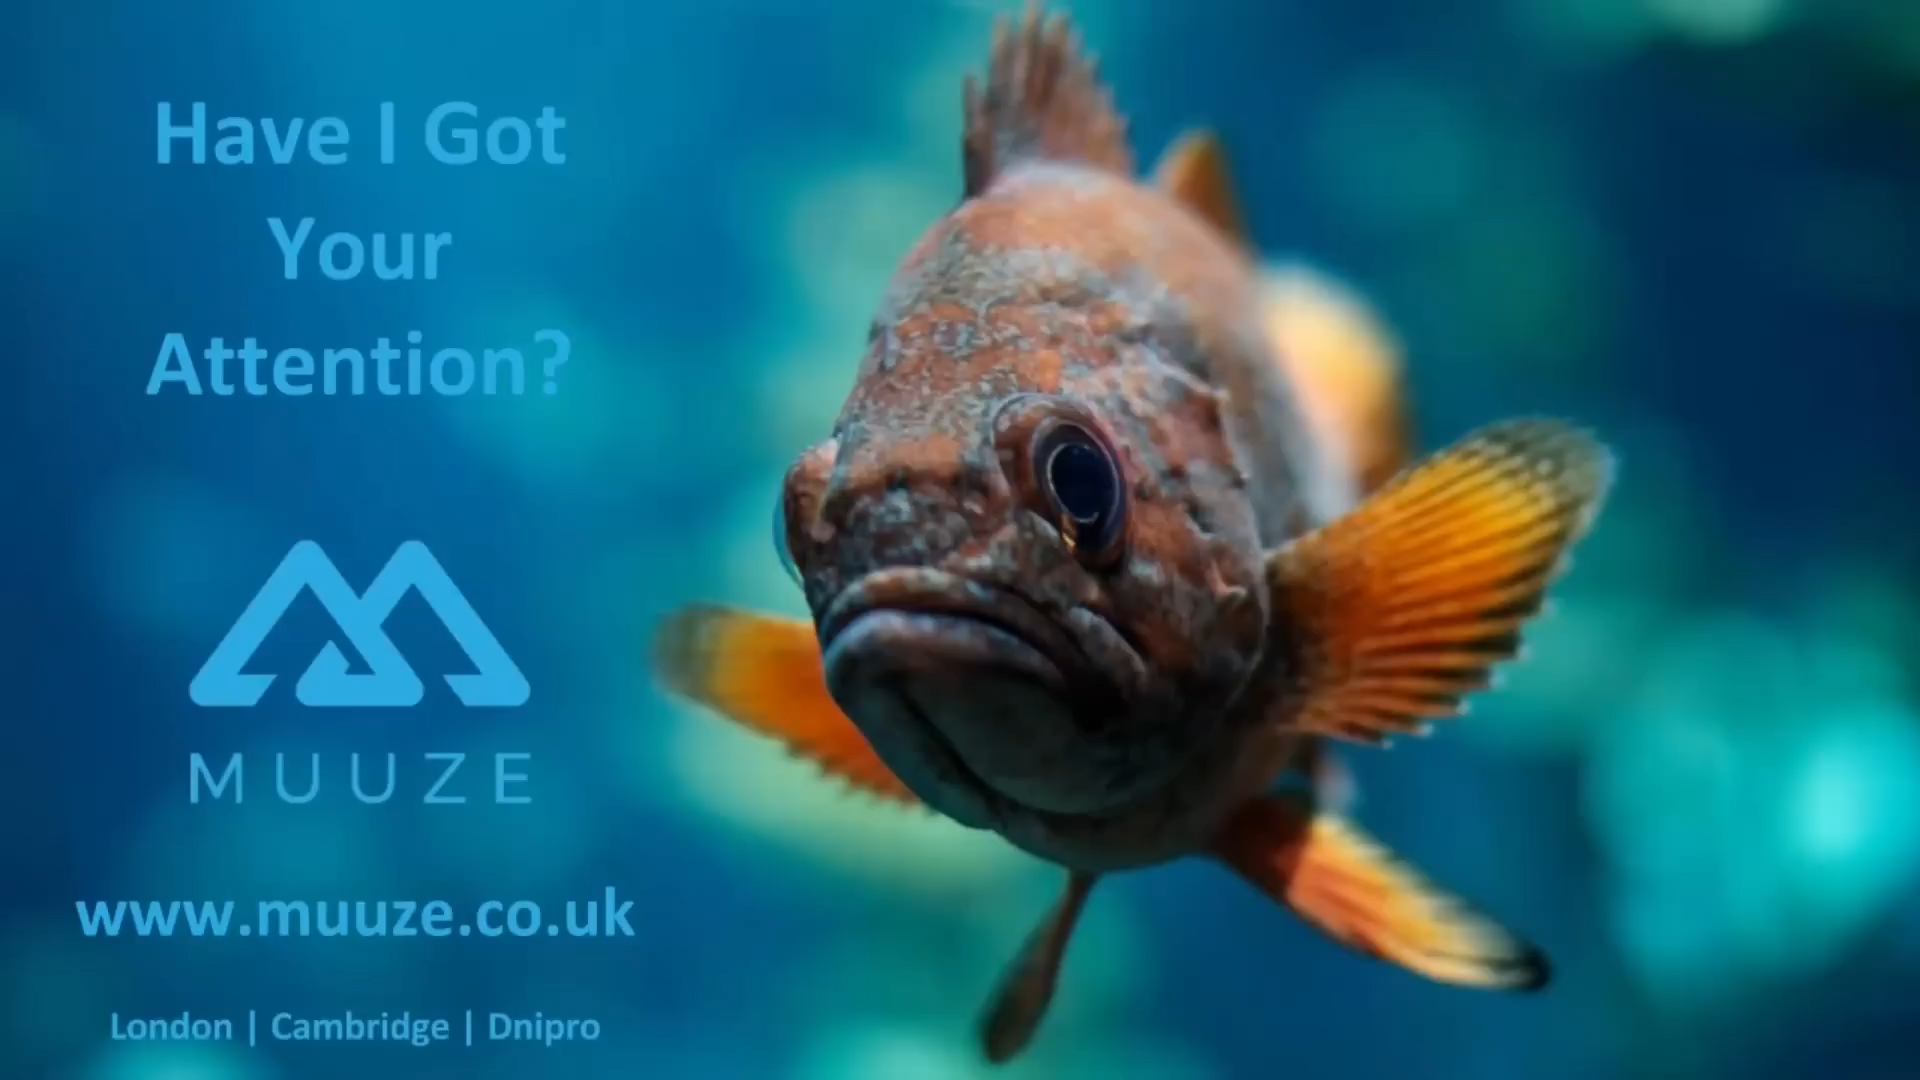 Have I Got
Your
Attention?
MUUZE
www.muuze.co.uk
London | Cambridge | Dnipro